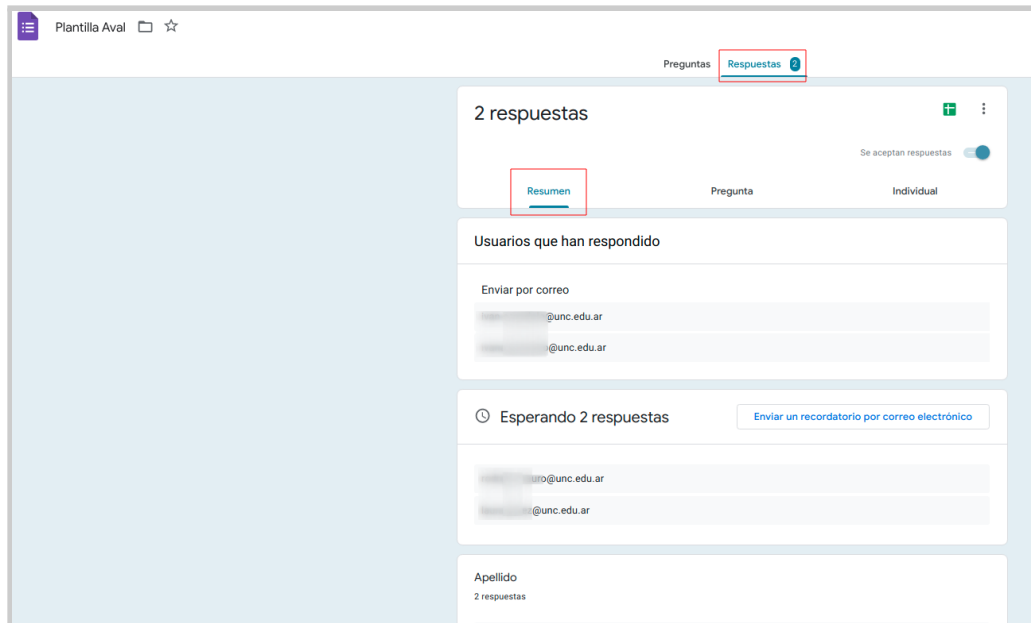 Plantilla Aval
Preguntas Respuestas 2
2 respuestas
Se aceptan respuestas
Resumen Pregunta Individual
Usuarios que han respondido
Enviar por correo
@unc.edu.ar
@unc.edu.ar
Esperando 2 respuestas Enviar un recordatorio por correo electrónico
@unc.edu.ar
@unc.edu.ar
Apellido
2 respuestas